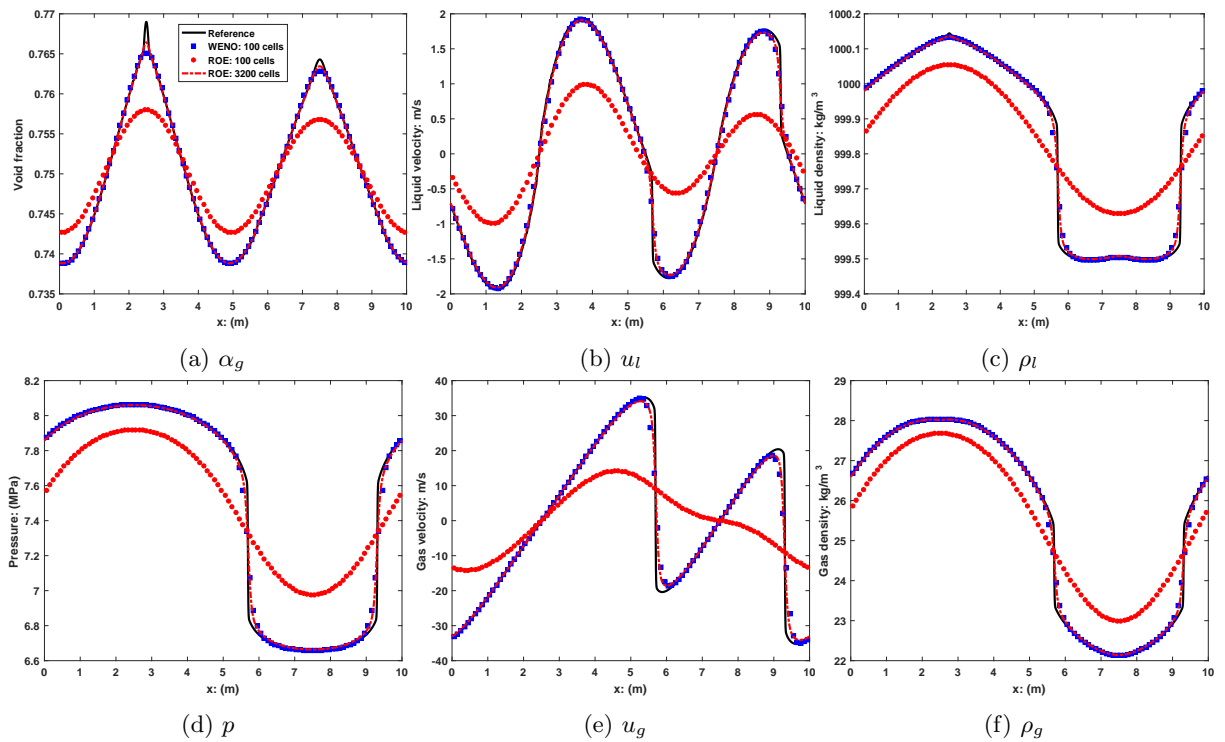 0.77
0.765
0.76
0.755
0.75
0.745
0.74
0.735
Void fraction
Reference
WENO: 100 cells
ROE: 100 cells
ROE: 3200 cells
0 1 2 3 4 5 6 7 8 9 10
x: (m)
(a) α_g
2
1.5
1
0.5
0
-0.5
-1
-1.5
-2
Liquid velocity: m/s
0 1 2 3 4 5 6 7 8 9 10
x: (m)
(b) u_l
1000.2
1000.1
1000
999.9
999.8
999.7
999.6
999.5
999.4
Liquid density: kg/m³
0 1 2 3 4 5 6 7 8 9 10
x: (m)
(c) ρ_l
8.2
8
7.8
7.6
7.4
7.2
7
6.8
6.6
Pressure: (MPa)
0 1 2 3 4 5 6 7 8 9 10
x: (m)
(d) p
40
30
20
10
0
-10
-20
-30
-40
Gas velocity: m/s
0 1 2 3 4 5 6 7 8 9 10
x: (m)
(e) u_g
29
28
27
26
25
24
23
22
Gas density: kg/m³
0 1 2 3 4 5 6 7 8 9 10
x: (m)
(f) ρ_g